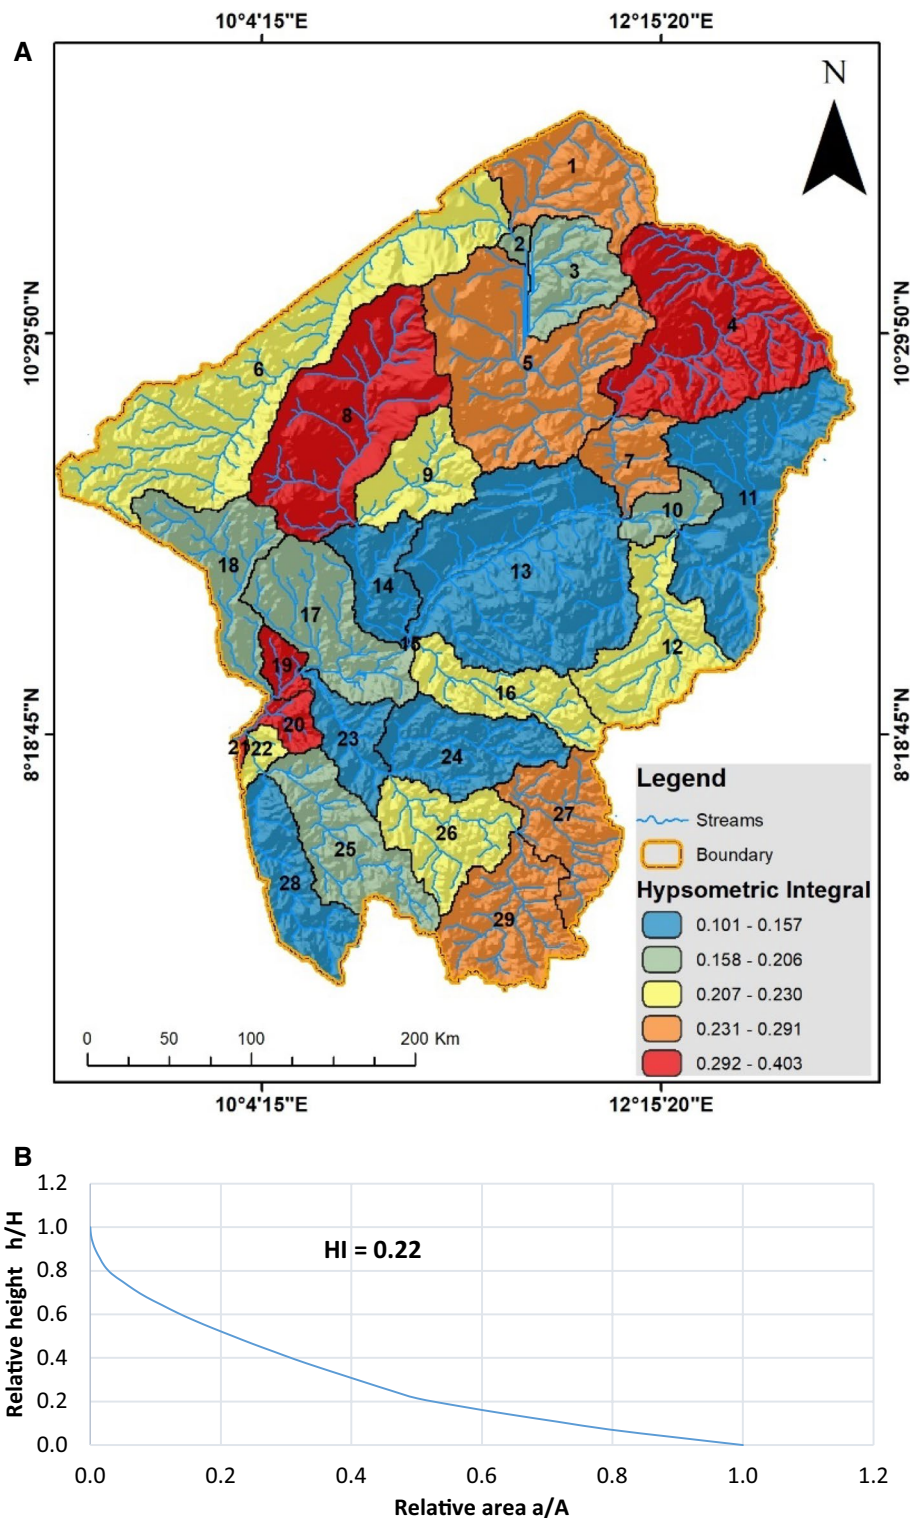 A
10°4'15"E 12°15'20"E
N
10°29'50"N 10°29'50"N
8°18'45"N 8°18'45"N
1
2
3
4
5
6
7
8
9
10
11
12
13
14
15
16
17
18
19
20
21
22
23
24
25
26
27
28
29
Legend
Streams
Boundary
Hypsometric Integral
0.101 - 0.157
0.158 - 0.206
0.207 - 0.230
0.231 - 0.291
0.292 - 0.403
0 50 100 200 Km
10°4'15"E 12°15'20"E
B
Relative height h/H
1.2
1.0
0.8
0.6
0.4
0.2
0.0
HI = 0.22
0.0 0.2 0.4 0.6 0.8 1.0 1.2
Relative area a/A